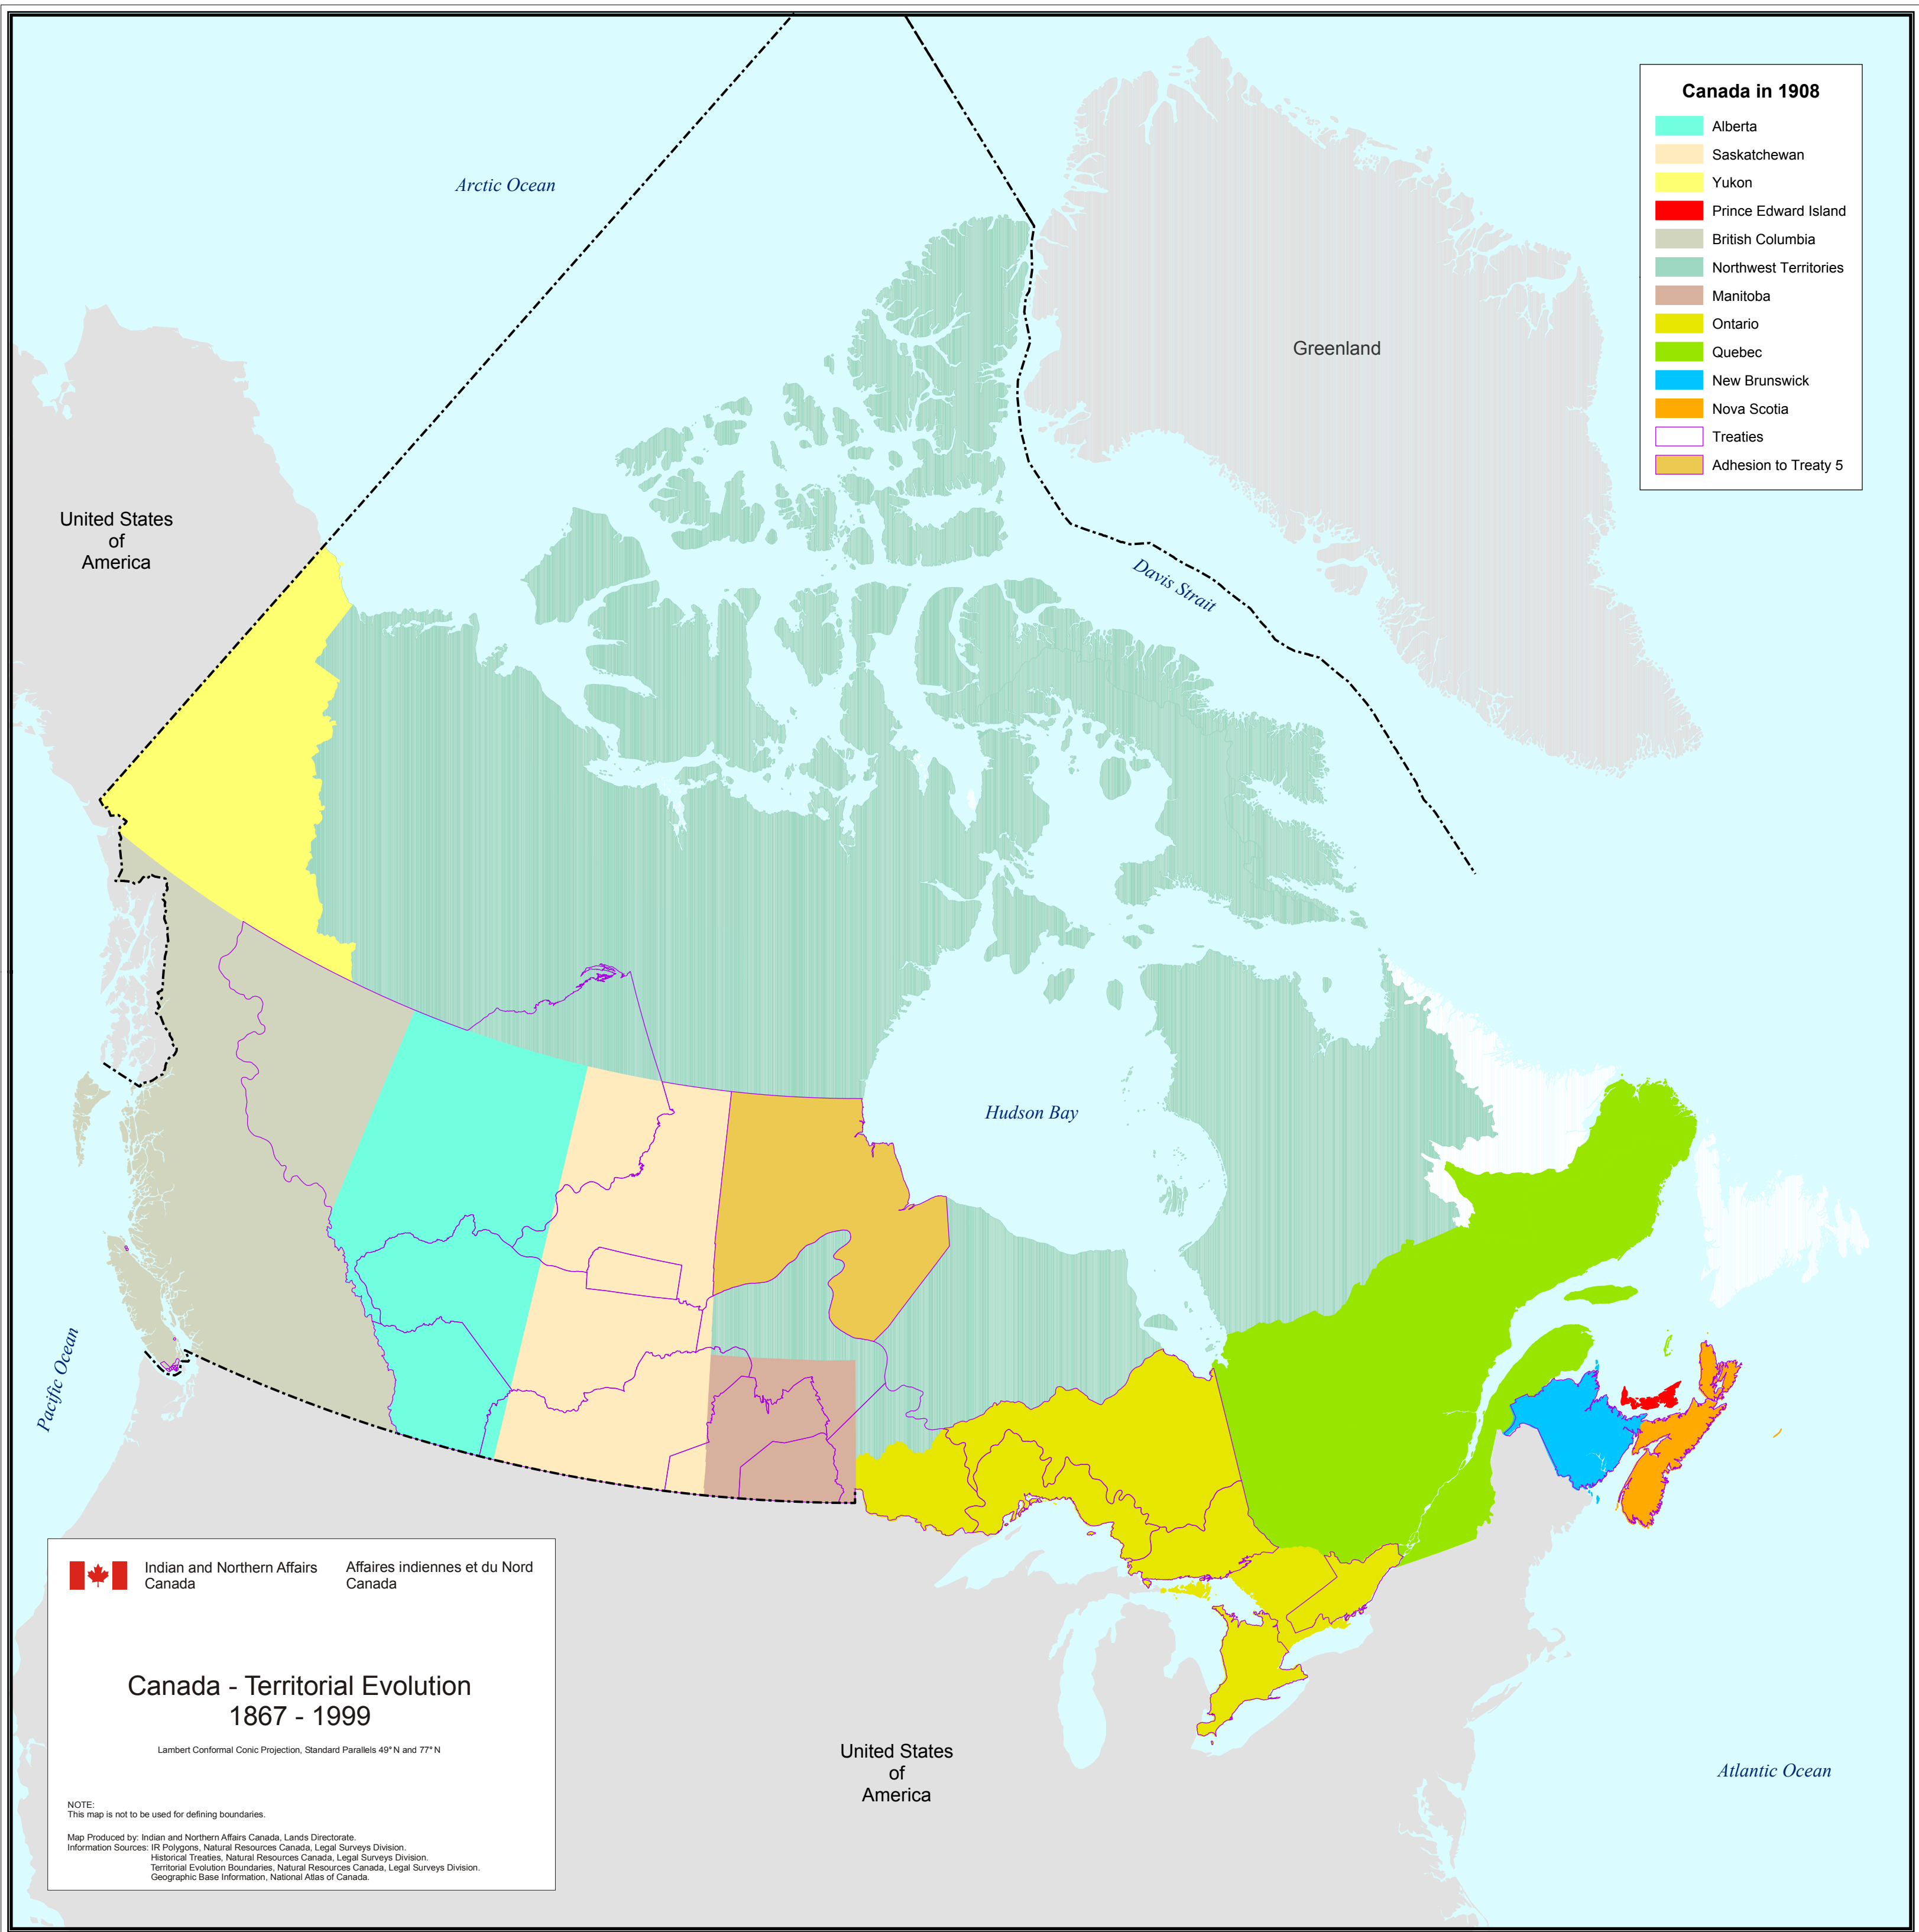 Canada in 1908
Alberta
Saskatchewan
Yukon
Prince Edward Island
British Columbia
Northwest Territories
Manitoba
Ontario
Quebec
New Brunswick
Nova Scotia
Treaties
Adhesion to Treaty 5
Arctic Ocean
Greenland
United States
of
America
Davis Strait
Hudson Bay
Pacific Ocean
Indian and Northern Affairs
Canada
Affaires indiennes et du Nord
Canada
Canada - Territorial Evolution
1867 - 1999
Lambert Conformal Conic Projection, Standard Parallels 49° N and 77° N
NOTE:
This map is not to be used for defining boundaries.
Map Produced by: Indian and Northern Affairs Canada, Lands Directorate.
Information Sources: IR Polygons, Natural Resources Canada, Legal Surveys Division.
Historical Treaties, Natural Resources Canada, Legal Surveys Division.
Territorial Evolution Boundaries, Natural Resources Canada, Legal Surveys Division.
Geographic Base Information, National Atlas of Canada.
United States
of
America
Atlantic Ocean